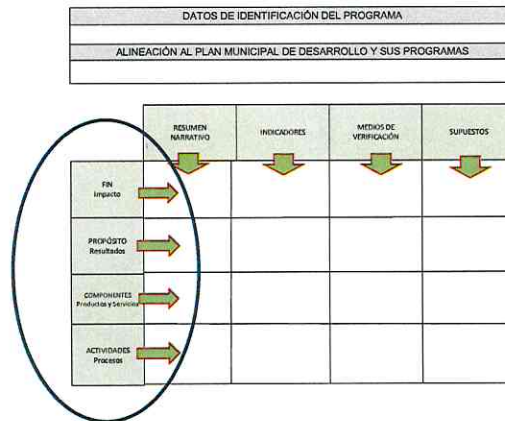 DATOS DE IDENTIFICACIÓN DEL PROGRAMA
ALINEACIÓN AL PLAN MUNICIPAL DE DESARROLLO Y SUS PROGRAMAS
RESUMEN
NARRATIVO
INDICADORES
MEDIOS DE
VERIFICACIÓN
SUPUESTOS
FIN
Impacto
PROPÓSITO
Resultados
COMPONENTES
Productos y Servicios
ACTIVIDADES
Procesos